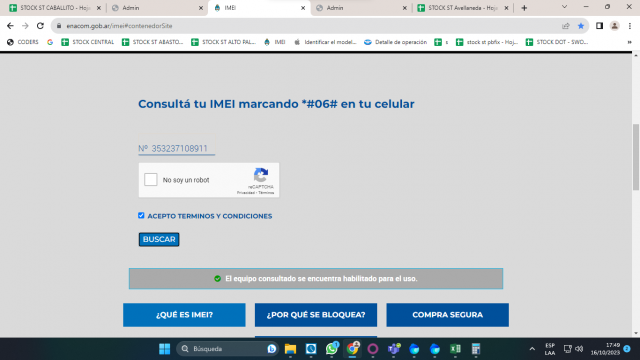 STOCK ST CABALLITO - Hoja
Admin
IMEI
Admin
STOCK ST Avellaneda - Hoja
enacom.gob.ar/imei#contenedorSite
CODERS
STOCK CENTRAL
STOCK ST ABASTO...
STOCK ST ALTO PAL...
IMEI
Identificar el model...
Detalle de operación
stock st pbfix - Hoj...
STOCK DOT - SWD...
Consultá tu IMEI marcando *#06# en tu celular
Nº 353237108911
No soy un robot
reCAPTCHA
Privacidad - Términos
ACEPTO TERMINOS Y CONDICIONES
BUSCAR
El equipo consultado se encuentra habilitado para el uso.
¿QUÉ ES IMEI?
¿POR QUÉ SE BLOQUEA?
COMPRA SEGURA
Búsqueda
ESP
LAA
17:49
16/10/2023